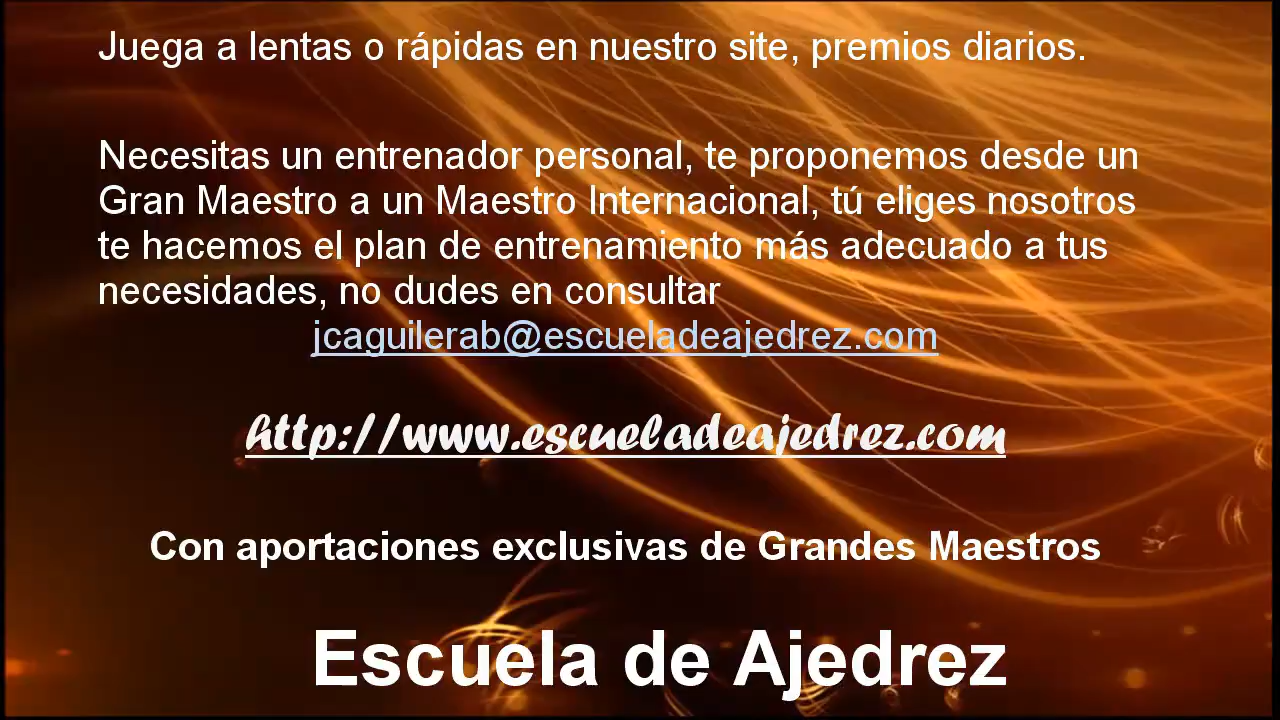 Juega a lentas o rápidas en nuestro site, premios diarios.
Necesitas un entrenador personal, te proponemos desde un
Gran Maestro a un Maestro Internacional, tú eliges nosotros
te hacemos el plan de entrenamiento más adecuado a tus
necesidades, no dudes en consultar
jcaguilerab@escueladeajedrez.com
http://www.escueladeajedrez.com
Con aportaciones exclusivas de Grandes Maestros
Escuela de Ajedrez